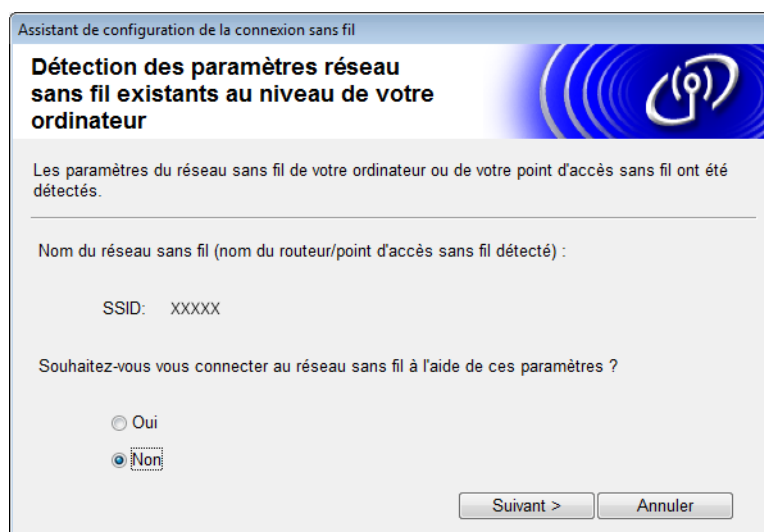 Assistant de configuration de la connexion sans fil
Détection des paramètres réseau
sans fil existants au niveau de votre
ordinateur
Les paramètres du réseau sans fil de votre ordinateur ou de votre point d'accès sans fil ont été
détectés.
Nom du réseau sans fil (nom du routeur/point d'accès sans fil détecté) :
SSID: XXXXX
Souhaitez-vous vous connecter au réseau sans fil à l'aide de ces paramètres ?
Oui
Non
Suivant > Annuler